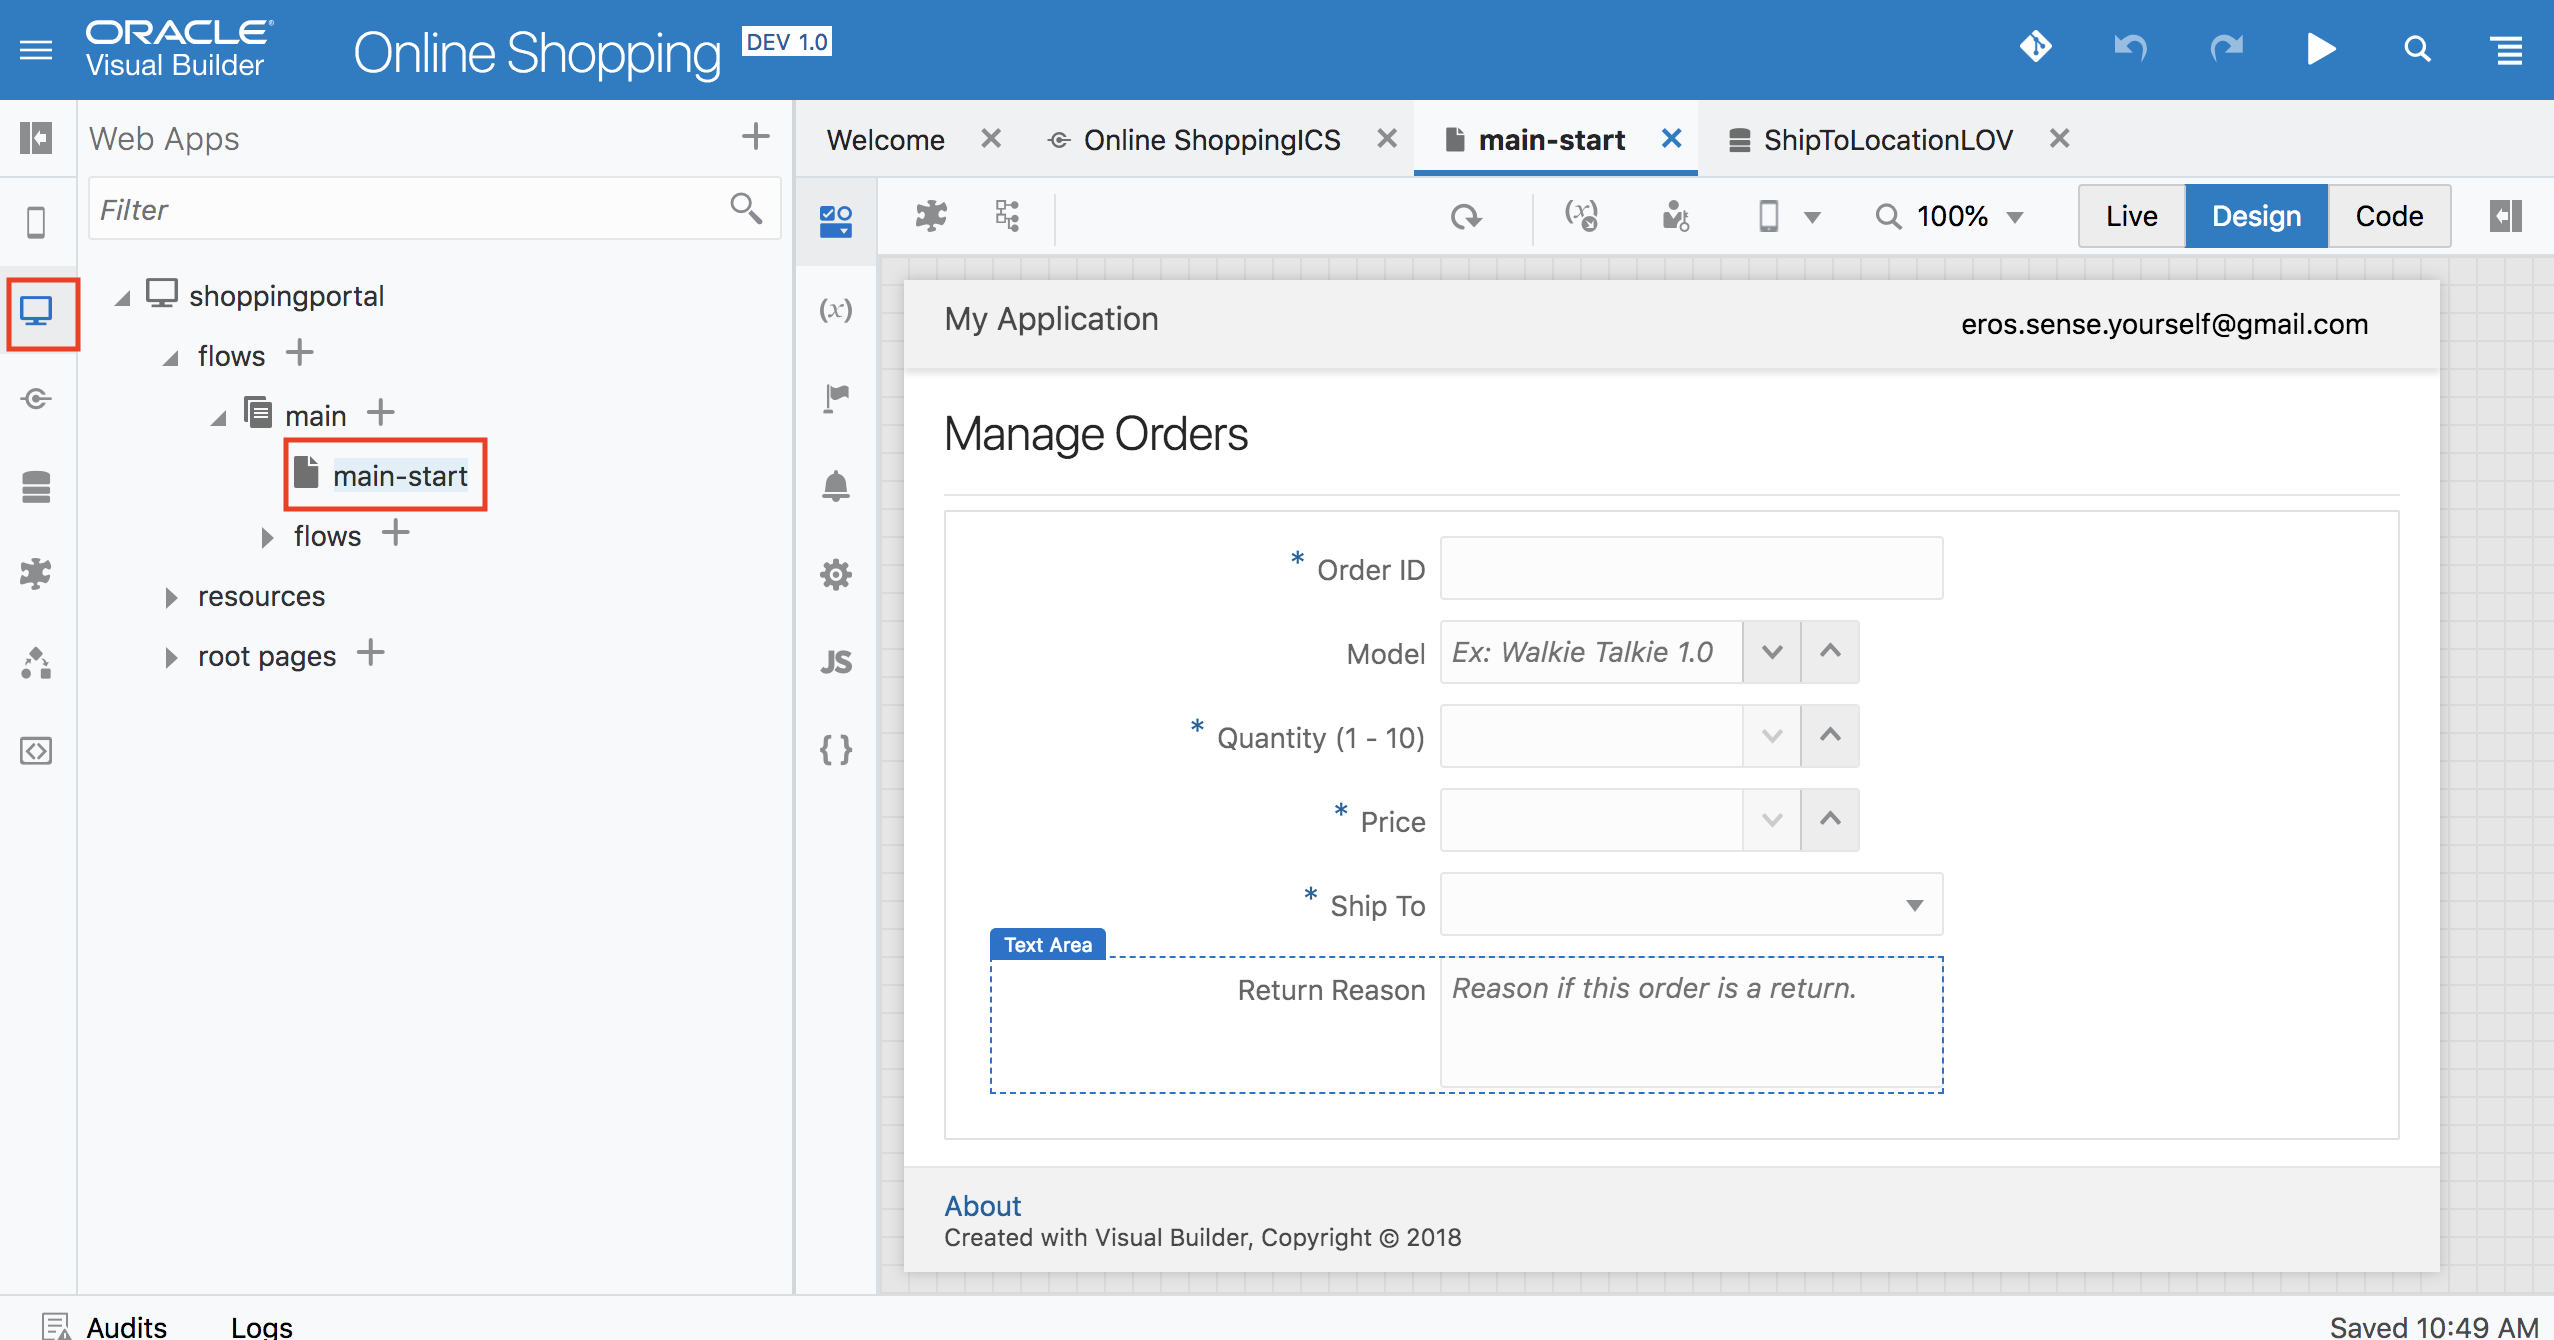 ORACLE
Visual Builder
Online Shopping DEV 1.0
Web Apps
Filter
shoppingportal
flows
main
main-start
flows
resources
root pages
Welcome
Online ShoppingICS
main-start
ShipToLocationLOV
100%
Live
Design
Code
(x)
JS
{ }
My Application
eros.sense.yourself@gmail.com
Manage Orders
* Order ID
Model Ex: Walkie Talkie 1.0
* Quantity (1 - 10)
* Price
* Ship To
Text Area
Return Reason Reason if this order is a return.
About
Created with Visual Builder, Copyright © 2018
Audits
Logs
Saved 10:49 AM